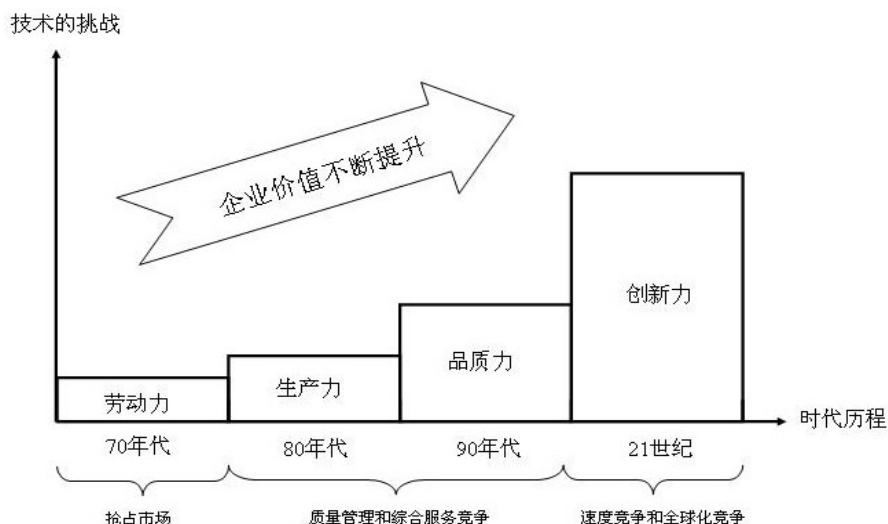 技术的挑战
企业价值不断提升
创新力
品质力
生产力
劳动力
时代历程
70年代
80年代
90年代
21世纪
抢占市场
质量管理和综合服务竞争
速度竞争和全球化竞争